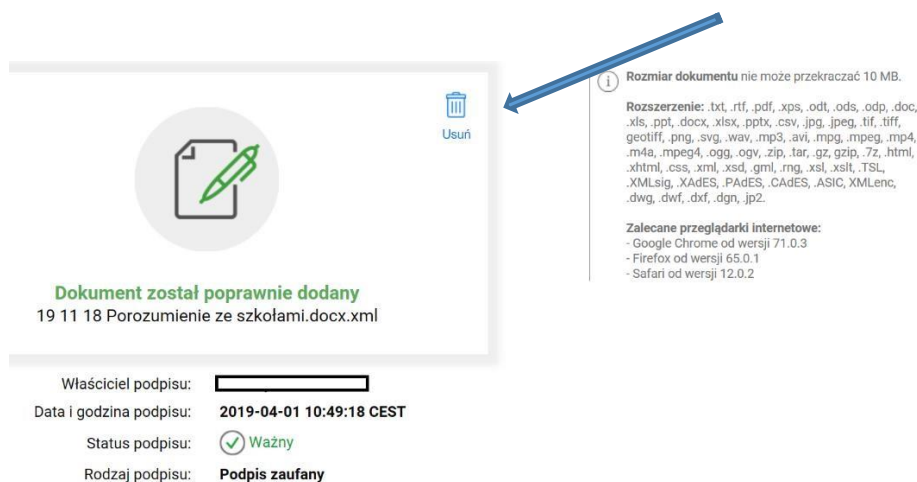 Usuń
Dokument został poprawnie dodany
19 11 18 Porozumienie ze szkołami.docx.xml
Właściciel podpisu:
Data i godzina podpisu: 2019-04-01 10:49:18 CEST
Status podpisu: Ważny
Rodzaj podpisu: Podpis zaufany
i Rozmiar dokumentu nie może przekraczać 10 MB.
Rozszerzenie: .txt, .rtf, .pdf, .xps, .odt, .ods, .odp, .doc,
.xls, .ppt, .docx, .xlsx, .pptx, .csv, .jpg, .jpeg, .tif, .tiff,
geotiff, .png, .svg, .wav, .mp3, .avi, .mpg, .mpeg, .mp4,
.m4a, .mpeg4, .ogg, .ogv, .zip, .tar, .gz, gzip, .7z, .html,
.xhtml, .css, .xml, .xsd, .gml, .rng, .xsl, .xslt, .TSL,
.XMLsig, .XAdES, .PAdES, .CAdES, .ASIC, XMLenc,
.dwg, .dwf, .dxf, .dgn, .jp2.
Zalecane przeglądarki internetowe:
- Google Chrome od wersji 71.0.3
- Firefox od wersji 65.0.1
- Safari od wersji 12.0.2